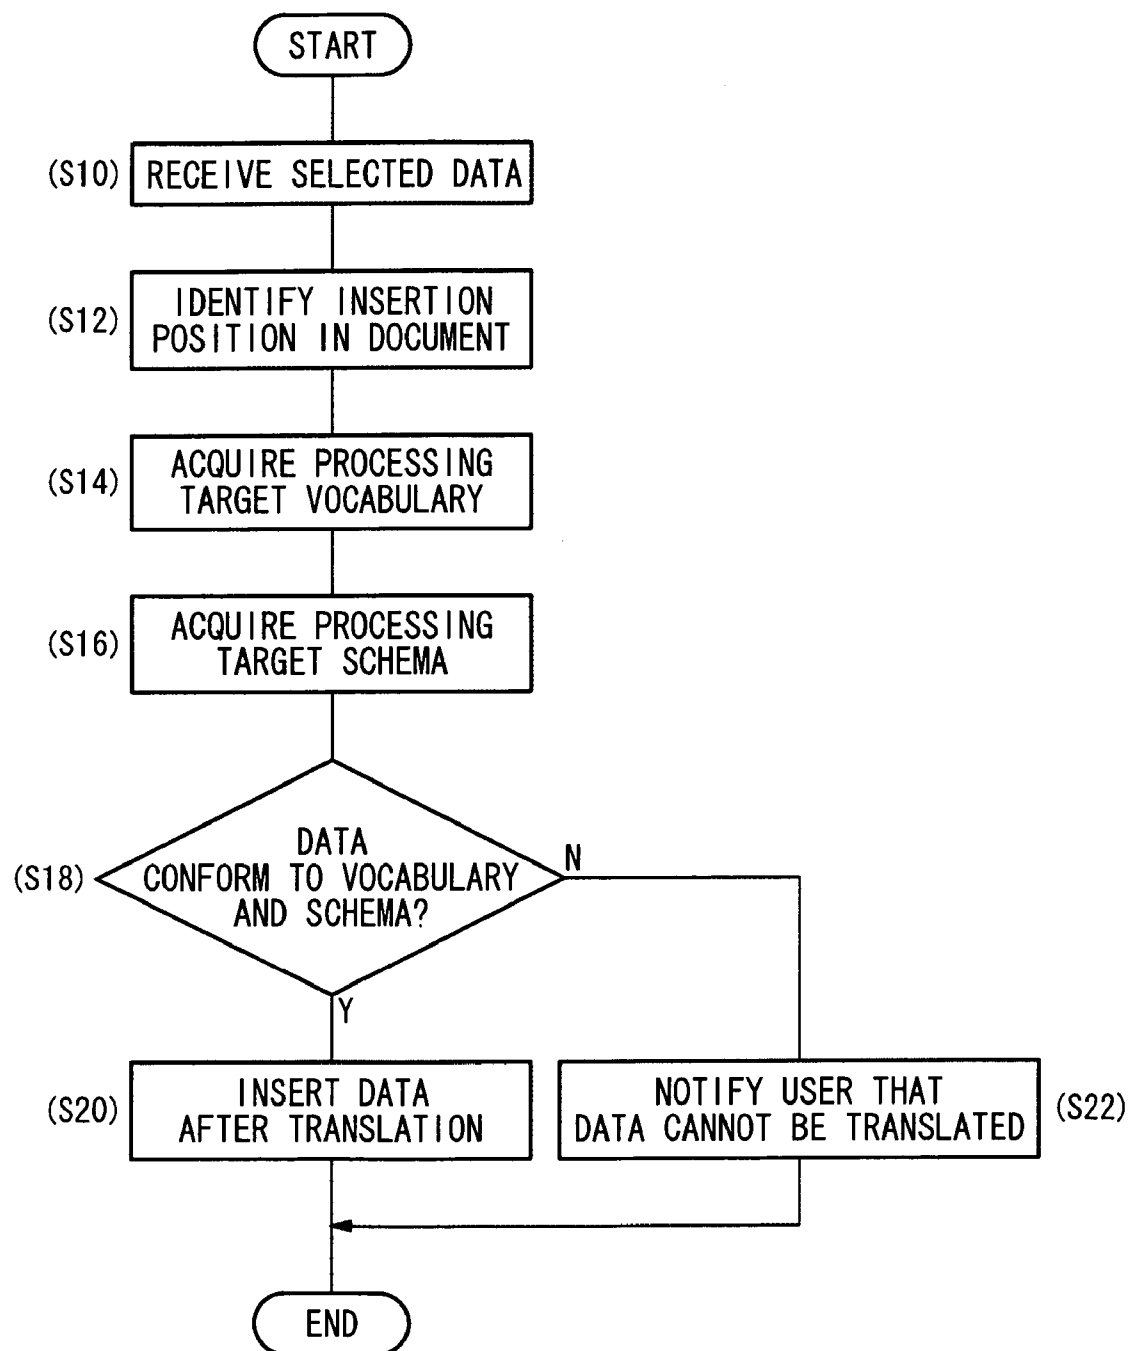 START
(S10) RECEIVE SELECTED DATA
(S12) IDENTIFY INSERTION
POSITION IN DOCUMENT
(S14) ACQUIRE PROCESSING
TARGET VOCABULARY
(S16) ACQUIRE PROCESSING
TARGET SCHEMA
(S18) DATA
CONFORM TO VOCABULARY
AND SCHEMA?
N
Y
(S20) INSERT DATA
AFTER TRANSLATION
NOTIFY USER THAT
DATA CANNOT BE TRANSLATED
(S22)
END